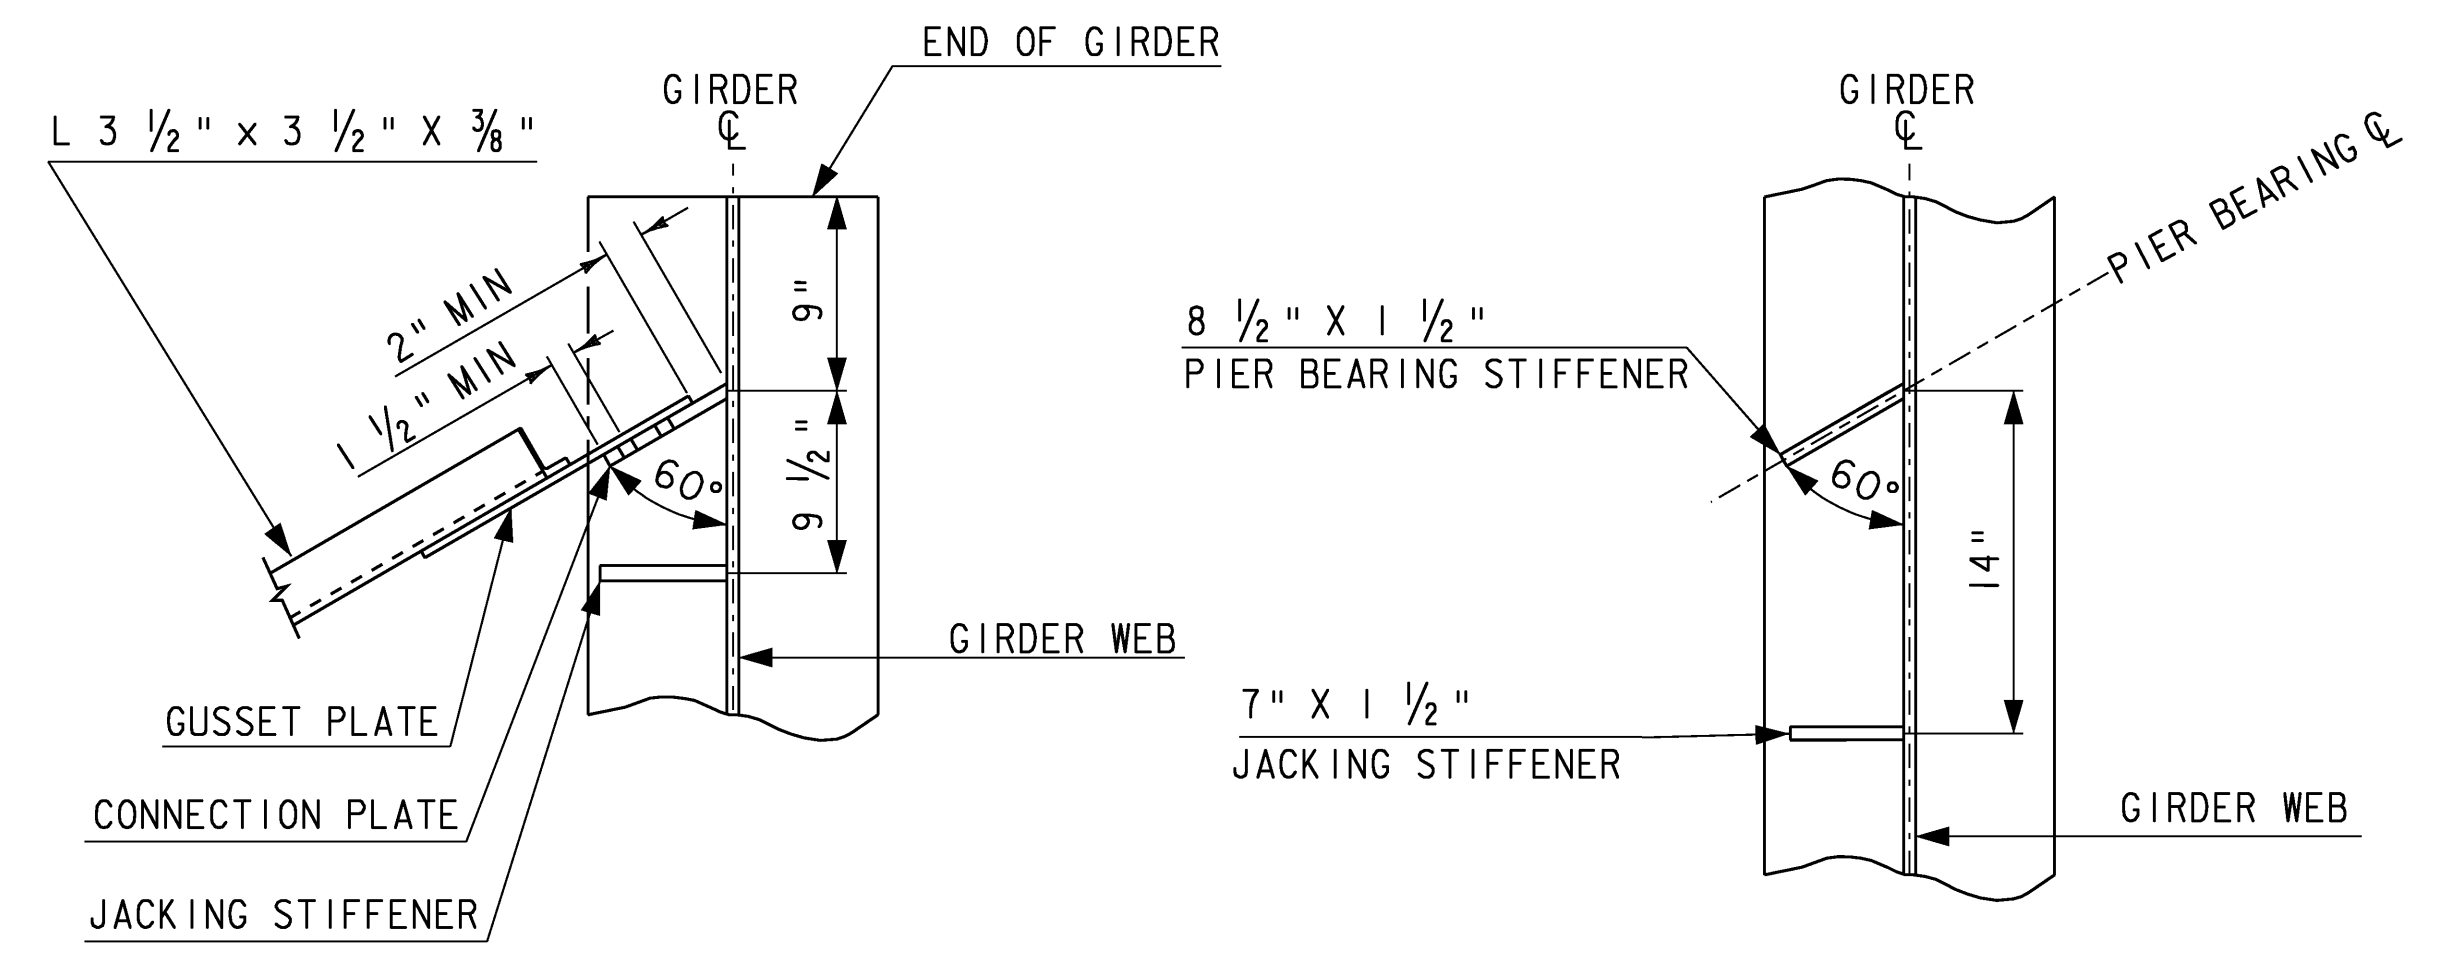 END OF GIRDER
GIRDER
℄
L 3 ½" x 3 ½" X ⅜"
2" MIN
1 ½" MIN
9"
9 ½"
60°
GIRDER WEB
GUSSET PLATE
CONNECTION PLATE
JACKING STIFFENER
GIRDER
℄
PIER BEARING ℄
8 ½" X 1 ½"
PIER BEARING STIFFENER
60°
14"
7" X 1 ½"
JACKING STIFFENER
GIRDER WEB